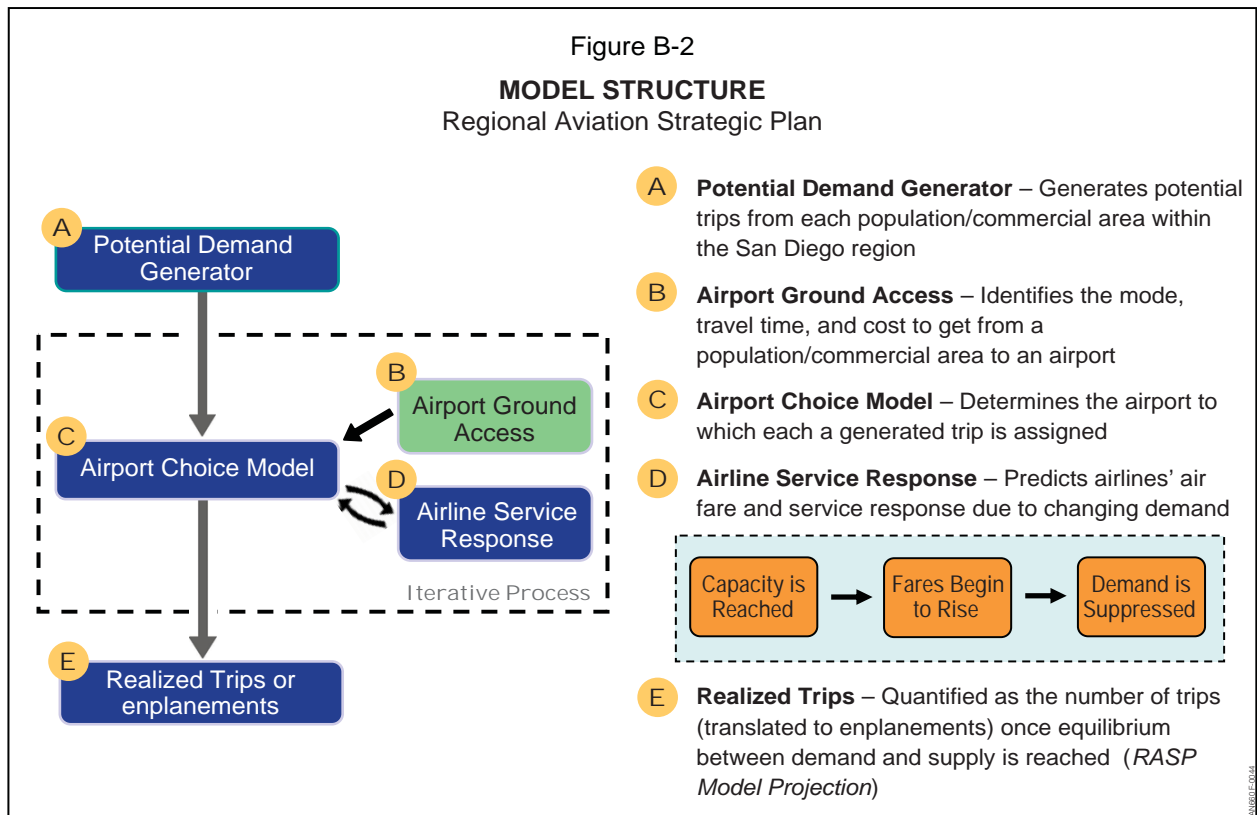 Figure B-2
MODEL STRUCTURE
Regional Aviation Strategic Plan
A
Potential Demand
Generator
B
Airport Ground
Access
C
Airport Choice Model
D
Airline Service
Response
Iterative Process
E
Realized Trips or
enplanements
A
Potential Demand Generator – Generates potential
trips from each population/commercial area within
the San Diego region
B
Airport Ground Access – Identifies the mode,
travel time, and cost to get from a
population/commercial area to an airport
C
Airport Choice Model – Determines the airport to
which each a generated trip is assigned
D
Airline Service Response – Predicts airlines’ air
fare and service response due to changing demand
Capacity is
Reached
Fares Begin
to Rise
Demand is
Suppressed
E
Realized Trips – Quantified as the number of trips
(translated to enplanements) once equilibrium
between demand and supply is reached (RASP
Model Projection)
AN660 F-0044